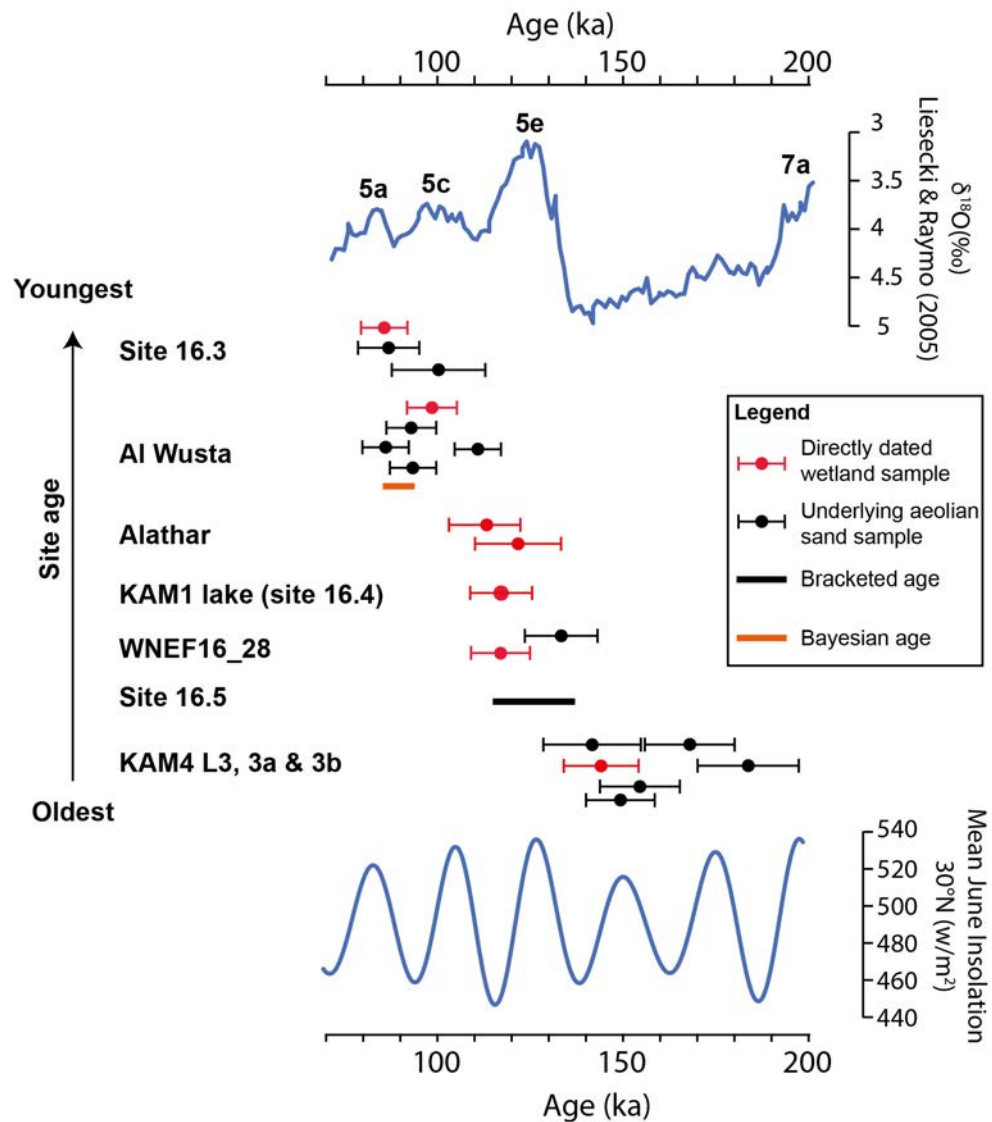 Age (ka)
100
150
200
5a
5c
5e
7a
3
3.5
4
4.5
5
δ18O(‰)
Liesecki & Raymo (2005)
Youngest
Site age
Oldest
Site 16.3
Al Wusta
Alathar
KAM1 lake (site 16.4)
WNEF16_28
Site 16.5
KAM4 L3, 3a & 3b
Legend
Directly dated
wetland sample
Underlying aeolian
sand sample
Bracketed age
Bayesian age
540
520
500
480
460
440
Mean June Insolation
30°N (w/m²)
100
150
200
Age (ka)